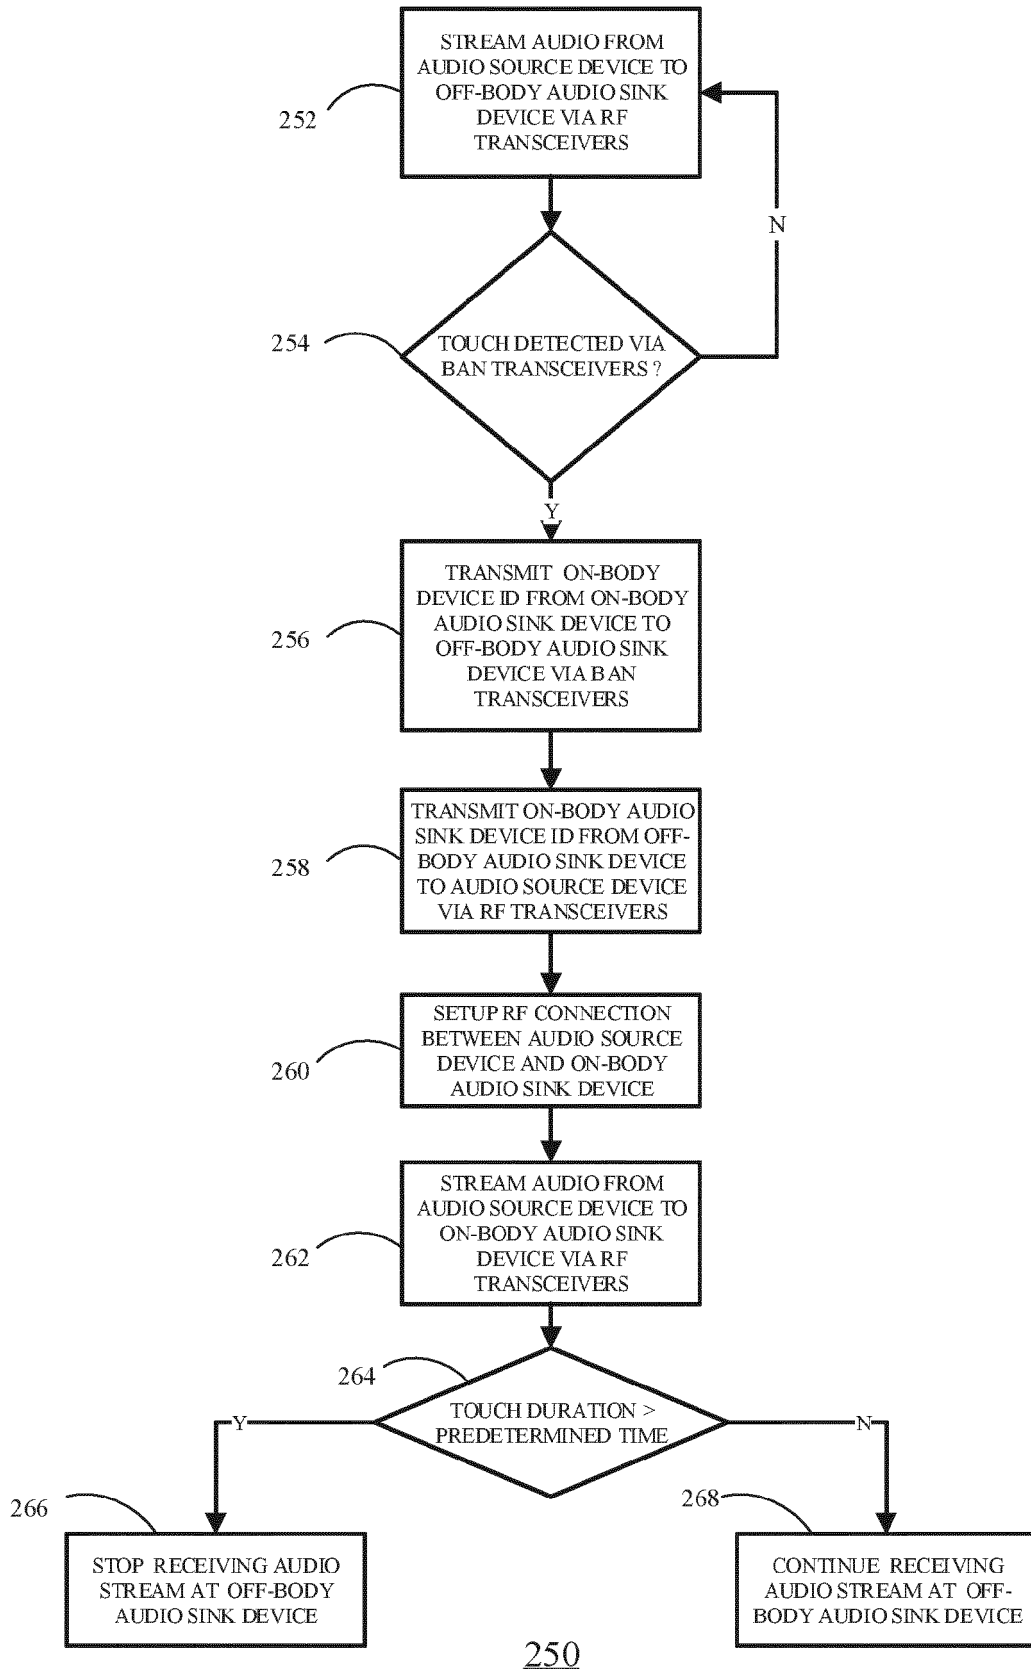 STREAM AUDIO FROM
AUDIO SOURCE DEVICE TO
OFF-BODY AUDIO SINK
DEVICE VIA RF
TRANSCEIVERS
252
N
254
TOUCH DETECTED VIA
BAN TRANSCEIVERS ?
Y
TRANSMIT ON-BODY
DEVICE ID FROM ON-BODY
AUDIO SINK DEVICE TO
OFF-BODY AUDIO SINK
DEVICE VIA BAN
TRANSCEIVERS
256
TRANSMIT ON-BODY AUDIO
SINK DEVICE ID FROM OFF-
BODY AUDIO SINK DEVICE
TO AUDIO SOURCE DEVICE
VIA RF TRANSCEIVERS
258
SETUP RF CONNECTION
BETWEEN AUDIO SOURCE
DEVICE AND ON-BODY
AUDIO SINK DEVICE
260
STREAM AUDIO FROM
AUDIO SOURCE DEVICE TO
ON-BODY AUDIO SINK
DEVICE VIA RF
TRANSCEIVERS
262
264
TOUCH DURATION >
PREDETERMINED TIME
Y
N
266
STOP RECEIVING AUDIO
STREAM AT OFF-BODY
AUDIO SINK DEVICE
268
CONTINUE RECEIVING
AUDIO STREAM AT OFF-
BODY AUDIO SINK DEVICE
250